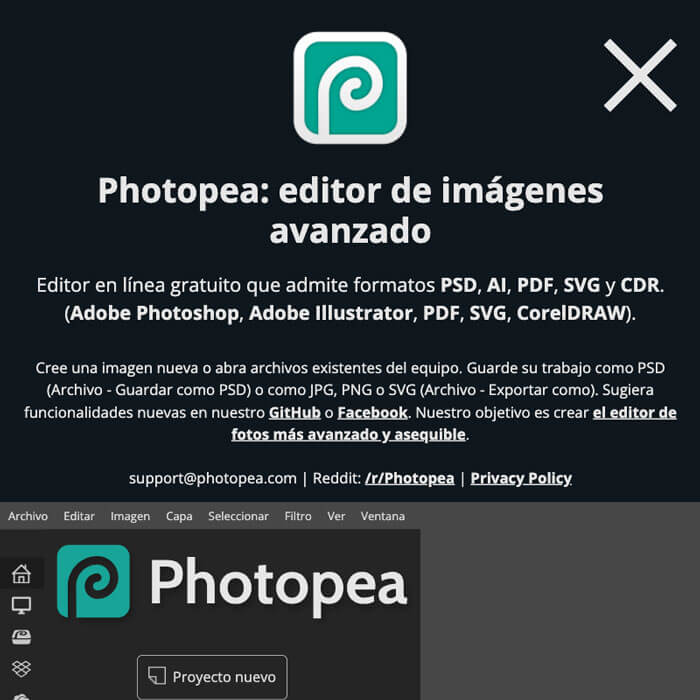 Photopea: editor de imágenes
avanzado
Editor en línea gratuito que admite formatos PSD, AI, PDF, SVG y CDR.
(Adobe Photoshop, Adobe Illustrator, PDF, SVG, CorelDRAW).
Cree una imagen nueva o abra archivos existentes del equipo. Guarde su trabajo como PSD
(Archivo - Guardar como PSD) o como JPG, PNG o SVG (Archivo - Exportar como). Sugiera
funcionalidades nuevas en nuestro GitHub o Facebook. Nuestro objetivo es crear el editor de
fotos más avanzado y asequible.
support@photopea.com | Reddit: /r/Photopea | Privacy Policy
Archivo Editar Imagen Capa Seleccionar Filtro Ver Ventana
Photopea
Proyecto nuevo